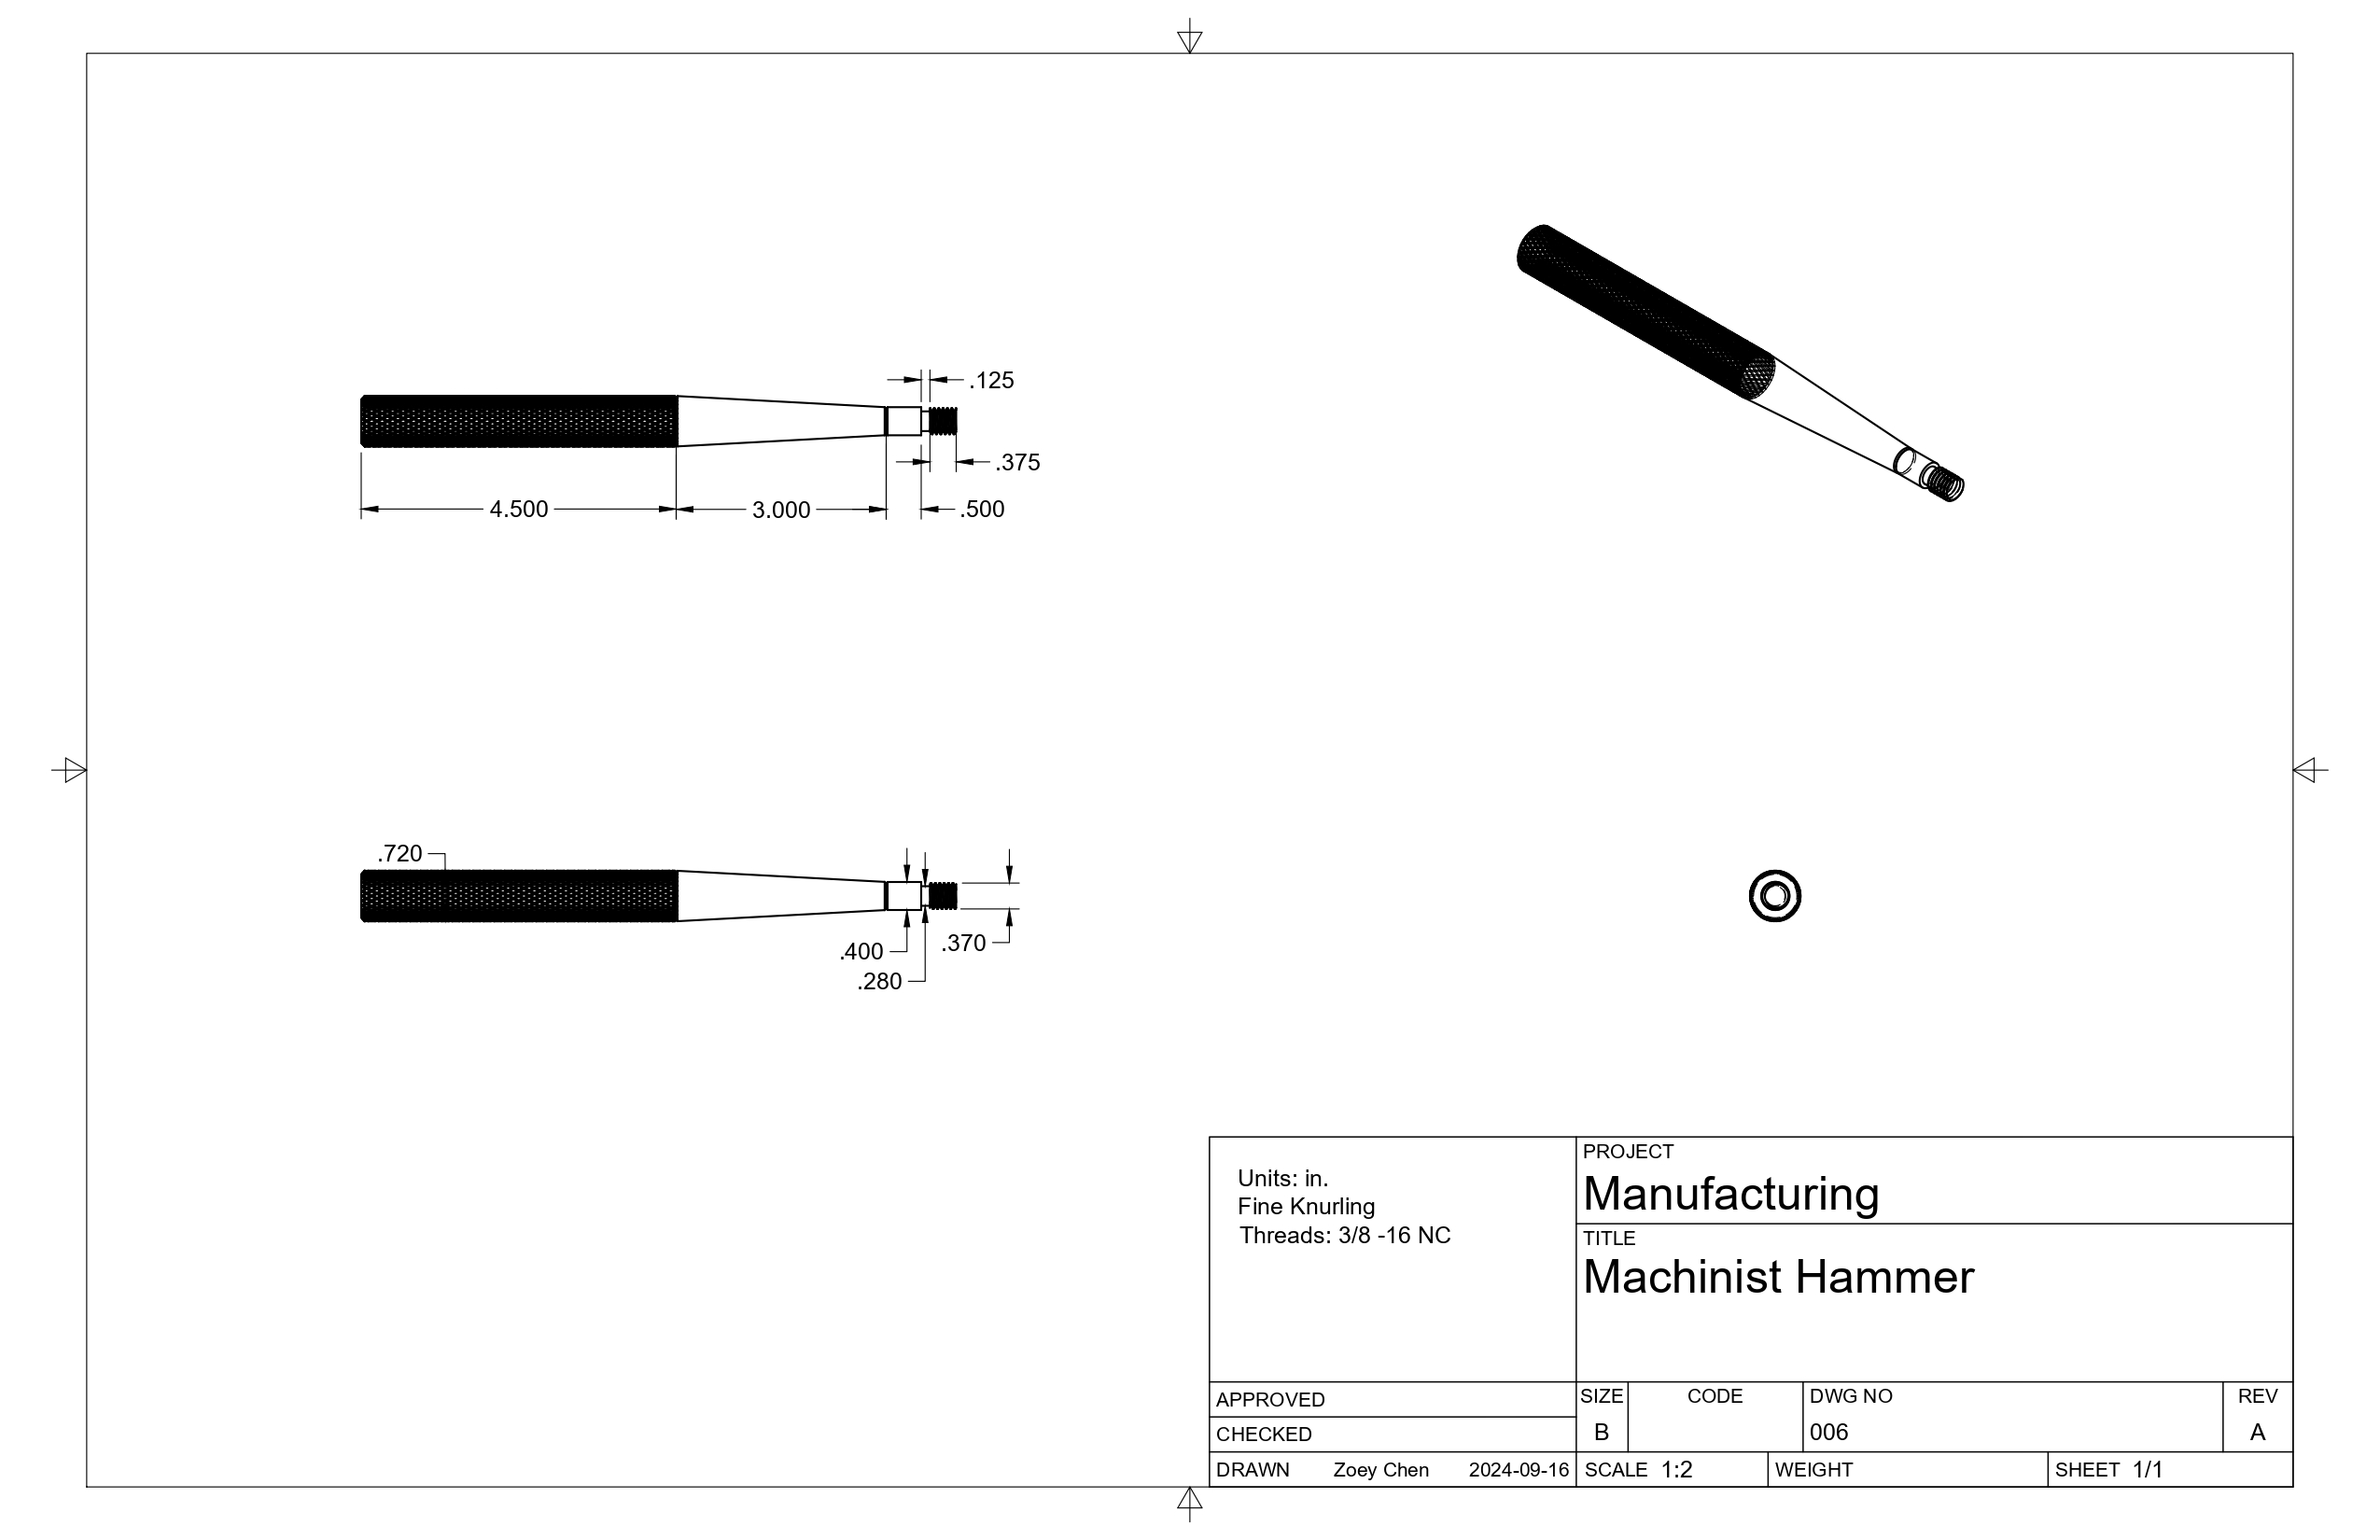 .125
.375
4.500
3.000
.500
.720
.400
.370
.280
Units: in.
Fine Knurling
Threads: 3/8 -16 NC
PROJECT
Manufacturing
TITLE
Machinist Hammer
APPROVED
CHECKED
DRAWN Zoey Chen 2024-09-16
SIZE CODE DWG NO REV
B 006 A
SCALE 1:2 WEIGHT SHEET 1/1